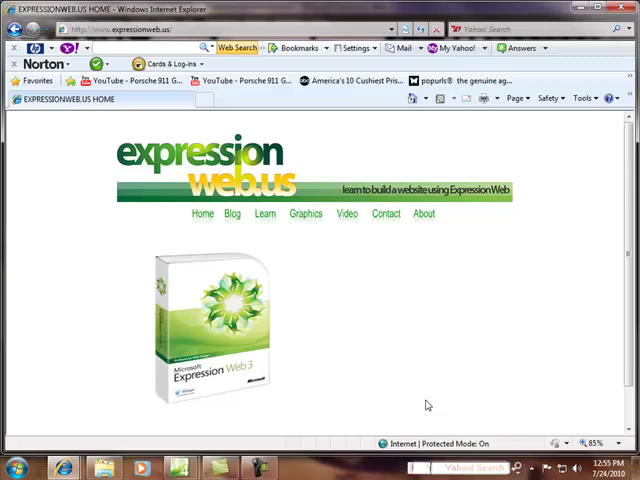 EXPRESSIONWEB.US HOME - Windows Internet Explorer
http://www.expressionweb.us/
Yahoo! Search
Web Search
Bookmarks
Settings
Mail
My Yahoo!
Answers
Norton
Cards & Log-ins
Favorites
YouTube - Porsche 911 G...
YouTube - Porsche 911 G...
America's 10 Cushiest Pris...
popurls® the genuine ag...
EXPRESSIONWEB.US HOME
Page
Safety
Tools
expression
web.us
learn to build a website using Expression Web
Home Blog Learn Graphics Video Contact About
Microsoft
Expression Web 3
Microsoft
Internet | Protected Mode: On
85%
Yahoo! Search
12:55 PM
7/24/2010